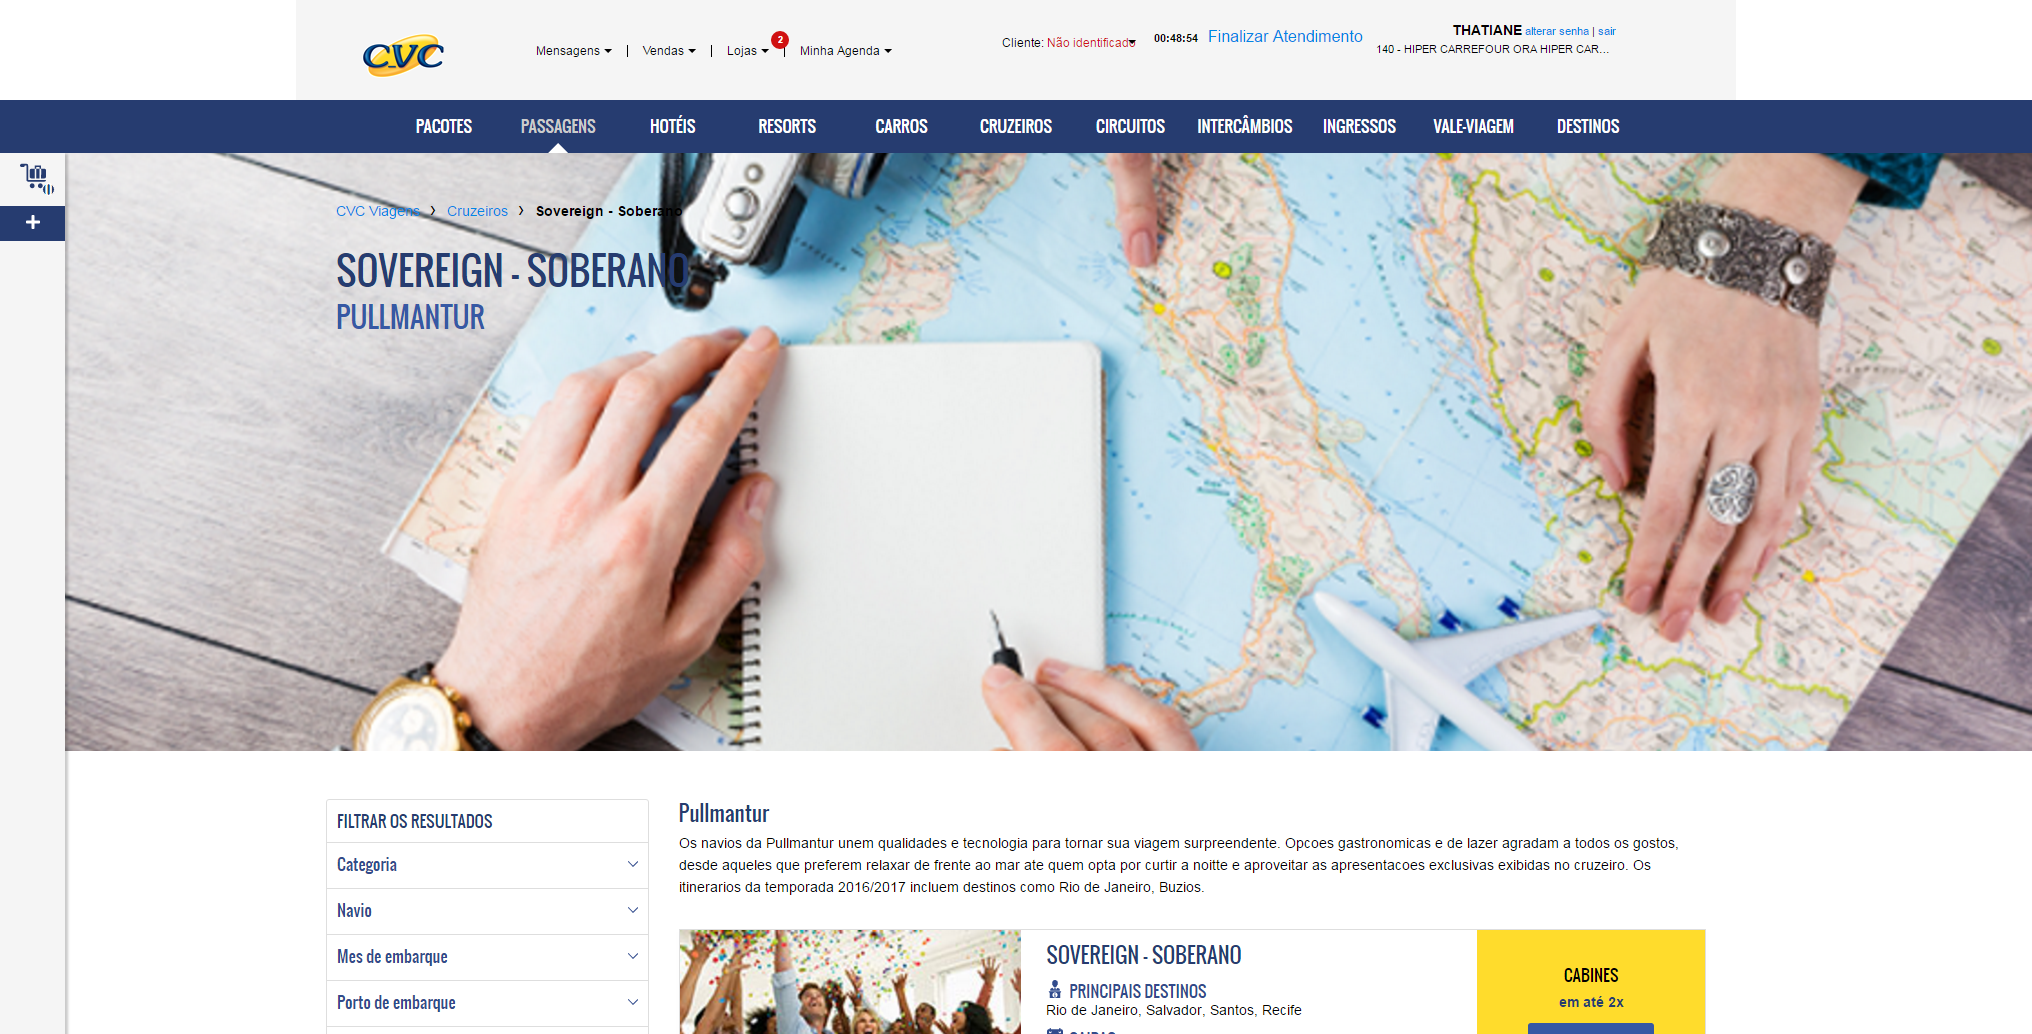 CVC
Mensagens | Vendas | Lojas 2 | Minha Agenda
Cliente: Não identificado 00:48:54 Finalizar Atendimento
THATIANE alterar senha | sair
140 - HIPER CARREFOUR ORA HIPER CAR...
PACOTES PASSAGENS HOTÉIS RESORTS CARROS CRUZEIROS CIRCUITOS INTERCÂMBIOS INGRESSOS VALE-VIAGEM DESTINOS
CVC Viagens > Cruzeiros > Sovereign - Soberano
SOVEREIGN - SOBERANO
PULLMANTUR
FILTRAR OS RESULTADOS
Categoria
Navio
Mes de embarque
Porto de embarque
Pullmantur
Os navios da Pullmantur unem qualidades e tecnologia para tornar sua viagem surpreendente. Opcoes gastronomicas e de lazer agradam a todos os gostos,
desde aqueles que preferem relaxar de frente ao mar ate quem opta por curtir a noitte e aproveitar as apresentacoes exclusivas exibidas no cruzeiro. Os
itinerarios da temporada 2016/2017 incluem destinos como Rio de Janeiro, Buzios.
SOVEREIGN - SOBERANO
PRINCIPAIS DESTINOS
Rio de Janeiro, Salvador, Santos, Recife
CABINES
em até 2x